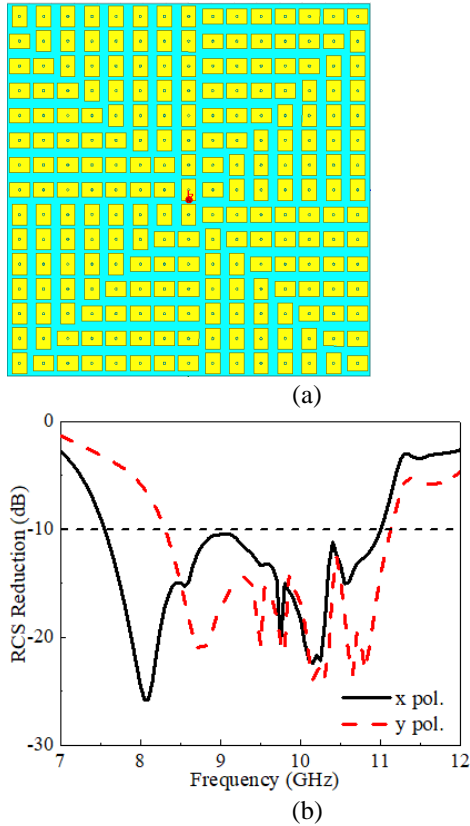 (a)
0
-10
-20
-30
RCS Reduction (dB)
x pol.
y pol.
7 8 9 10 11 12
Frequency (GHz)
(b)